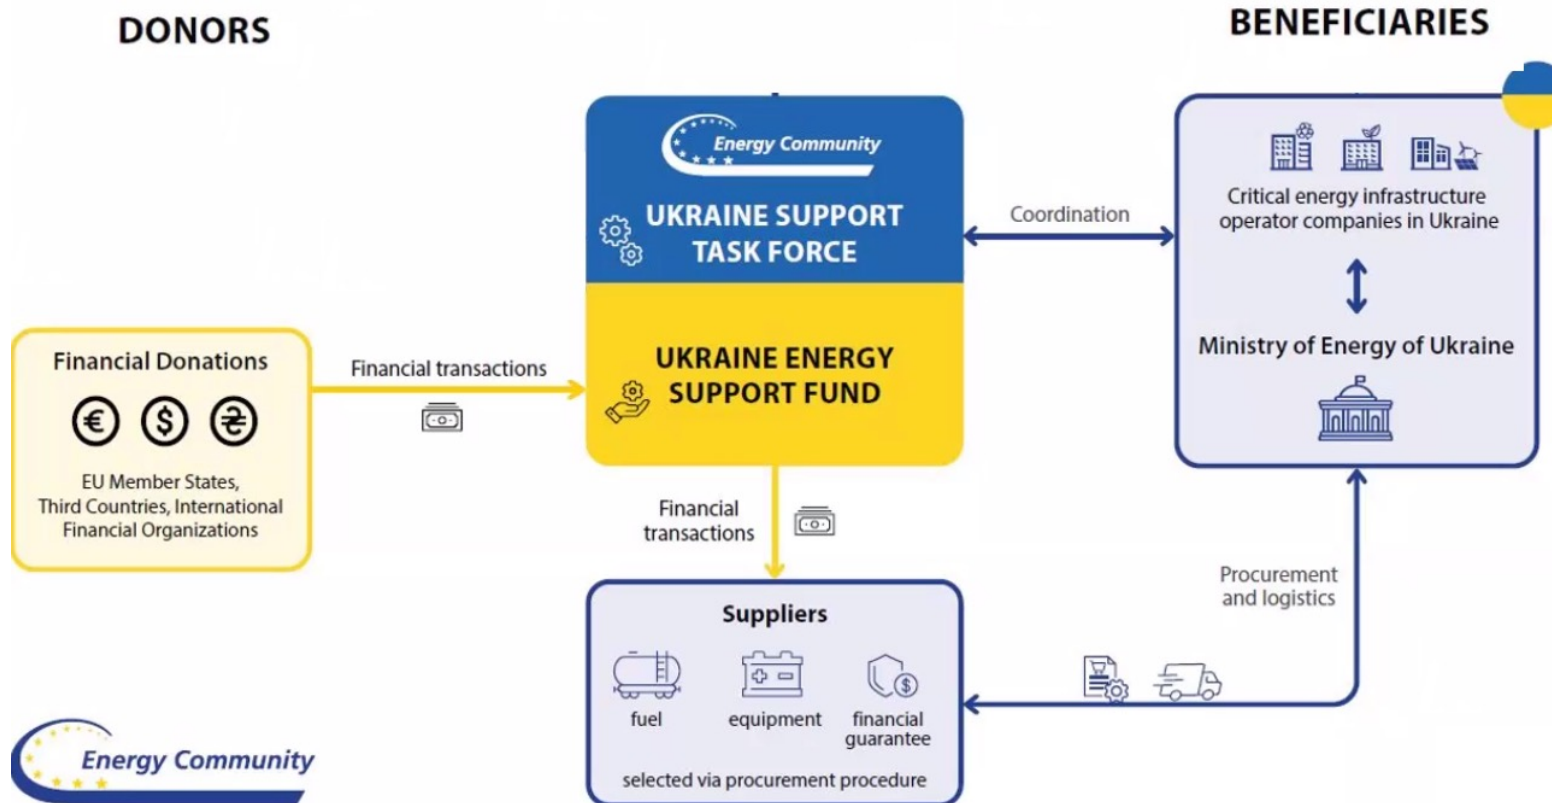 DONORS
BENEFICIARIES
Energy Community
UKRAINE SUPPORT
TASK FORCE
UKRAINE ENERGY
SUPPORT FUND
Coordination
Critical energy infrastructure
operator companies in Ukraine
Ministry of Energy of Ukraine
Financial Donations
€ $ ₴
EU Member States,
Third Countries, International
Financial Organizations
Financial transactions
Financial
transactions
Suppliers
fuel
equipment
financial
guarantee
$
selected via procurement procedure
Procurement
and logistics
Energy Community